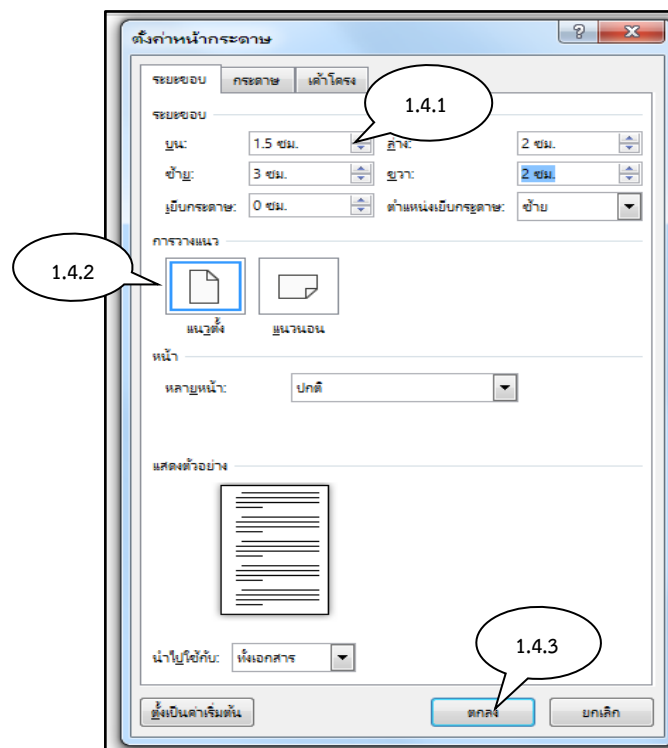 ตั้งค่าหน้ากระดาษ
ระยะขอบ กระดาษ เค้าโครง
1.4.1
ระยะขอบ
บน: 1.5 ซม. ล่าง: 2 ซม.
ซ้าย: 3 ซม. ขวา: 2 ซม.
เย็บกระดาษ: 0 ซม. ตำแหน่งเย็บกระดาษ: ซ้าย
การวางแนว
1.4.2
แนวตั้ง แนวนอน
หน้า
หลายหน้า: ปกติ
แสดงตัวอย่าง
1.4.3
นำไปใช้กับ: ทั้งเอกสาร
ตั้งเป็นค่าเริ่มต้น ตกลง ยกเลิก